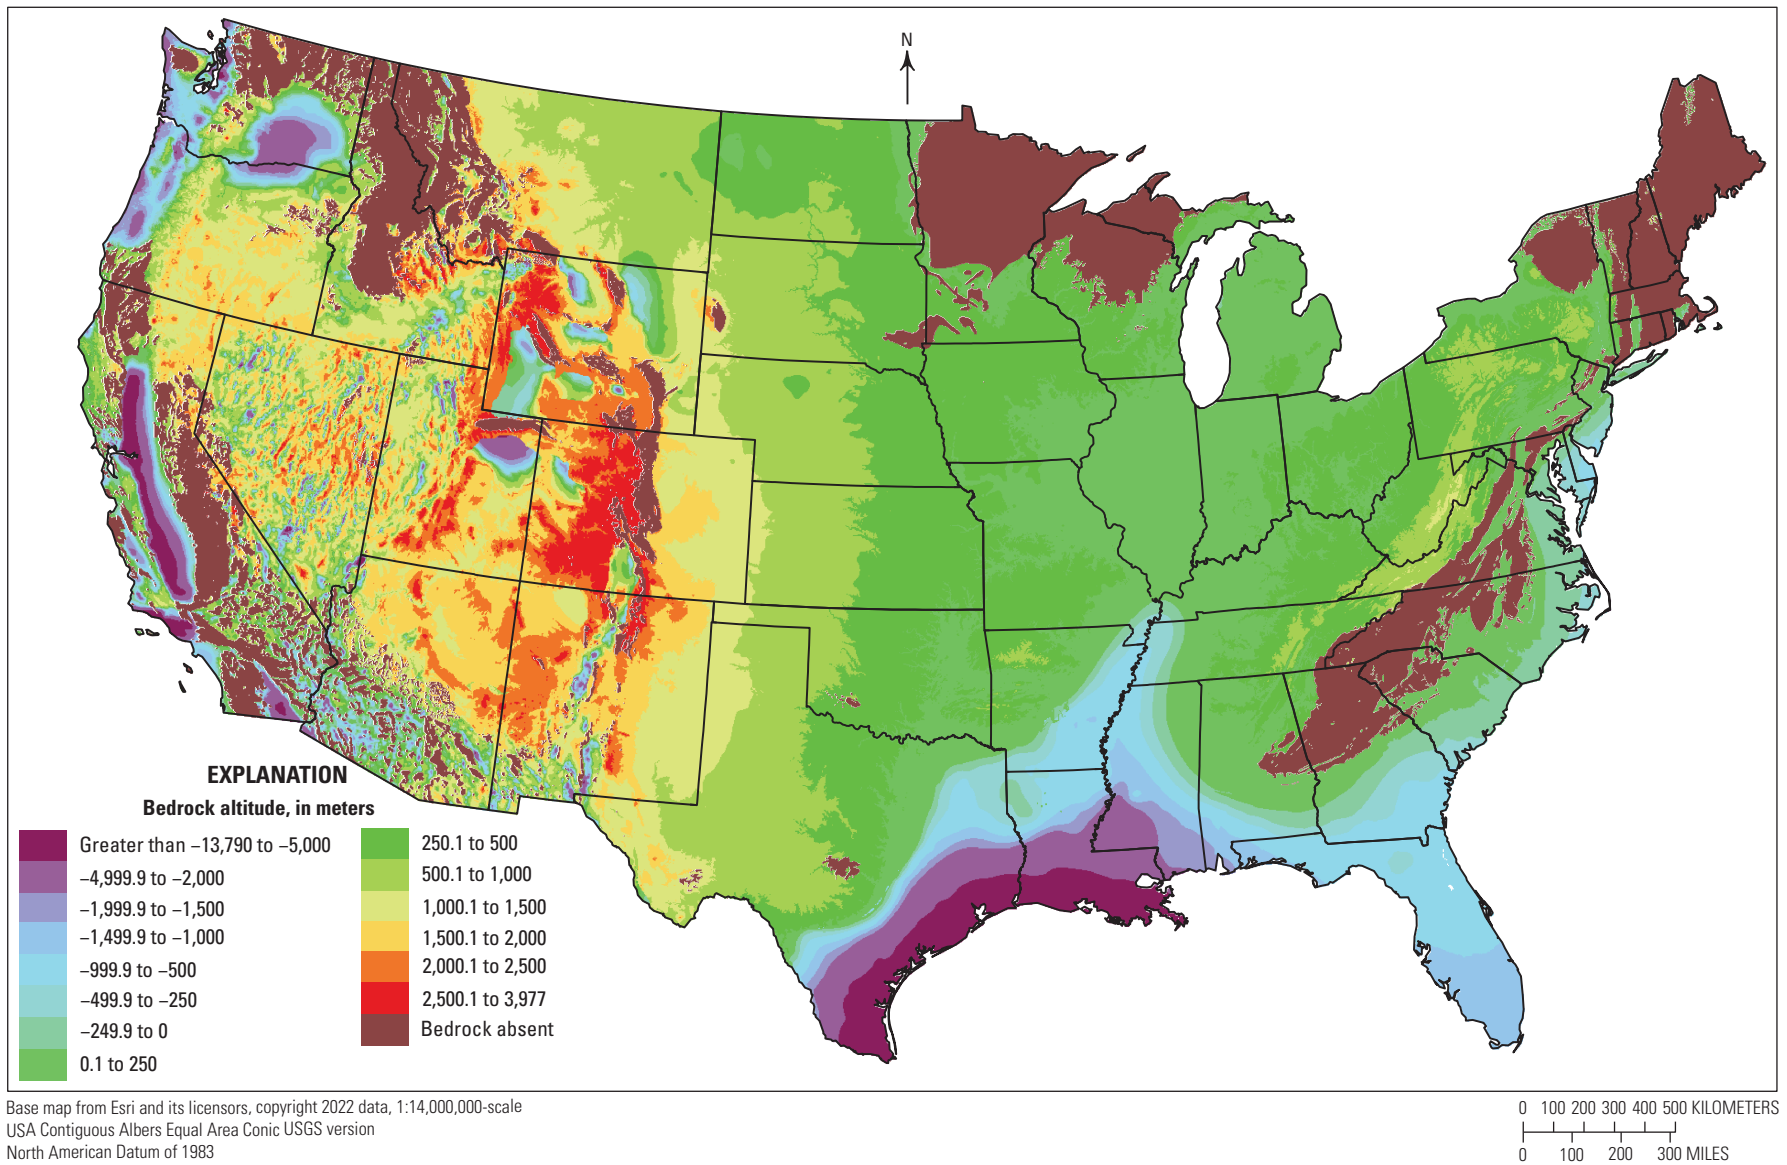 N
EXPLANATION
Bedrock altitude, in meters
Greater than −13,790 to −5,000
−4,999.9 to −2,000
−1,999.9 to −1,500
−1,499.9 to −1,000
−999.9 to −500
−499.9 to −250
−249.9 to 0
0.1 to 250
250.1 to 500
500.1 to 1,000
1,000.1 to 1,500
1,500.1 to 2,000
2,000.1 to 2,500
2,500.1 to 3,977
Bedrock absent
Base map from Esri and its licensors, copyright 2022 data, 1:14,000,000-scale
USA Contiguous Albers Equal Area Conic USGS version
North American Datum of 1983
0 100 200 300 400 500 KILOMETERS
0 100 200 300 MILES